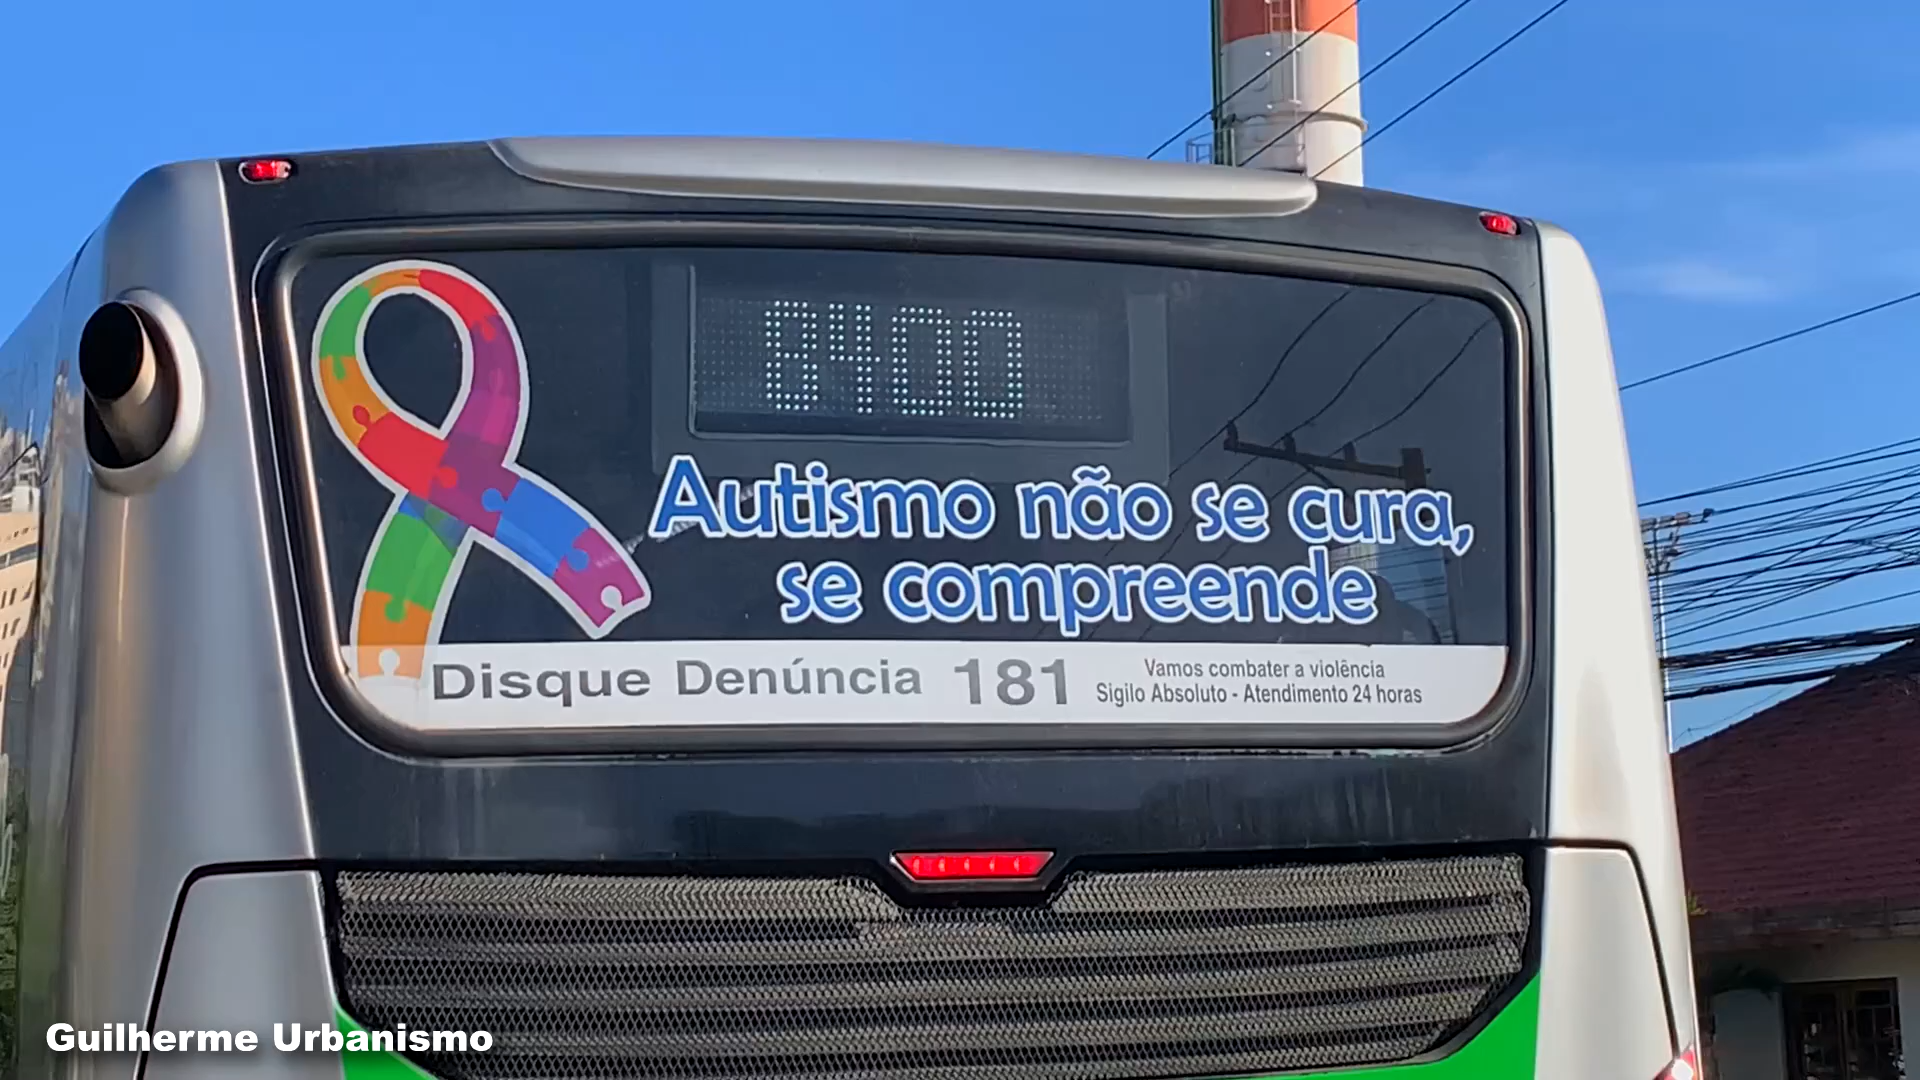 8400
Autismo não se cura,
se compreende
Disque Denúncia 181
Vamos combater a violência
Sigilo Absoluto - Atendimento 24 horas
Guilherme Urbanismo